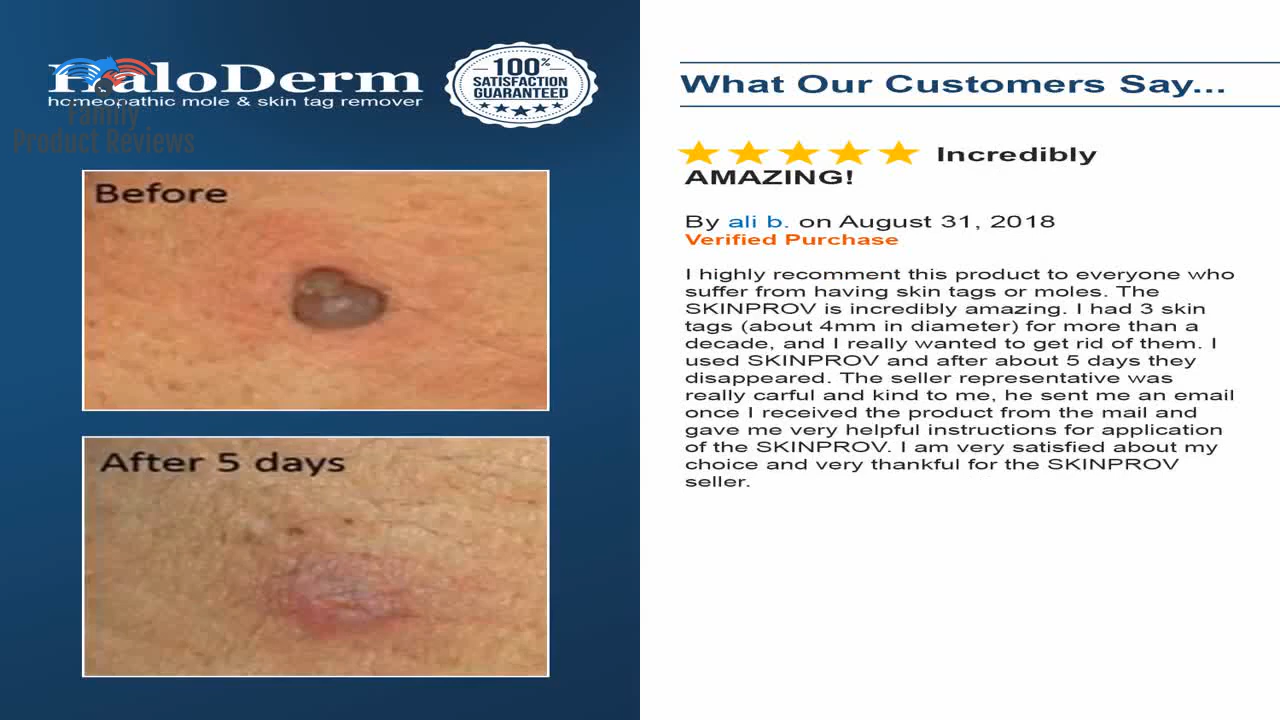 HaloDerm
homeopathic mole & skin tag remover
Family
Product Reviews
100%
SATISFACTION
GUARANTEED
Before
After 5 days
What Our Customers Say...
Incredibly
AMAZING!
By ali b. on August 31, 2018
Verified Purchase
I highly recomment this product to everyone who
suffer from having skin tags or moles. The
SKINPROV is incredibly amazing. I had 3 skin
tags (about 4mm in diameter) for more than a
decade, and I really wanted to get rid of them. I
used SKINPROV and after about 5 days they
disappeared. The seller representative was
really carful and kind to me, he sent me an email
once I received the product from the mail and
gave me very helpful instructions for application
of the SKINPROV. I am very satisfied about my
choice and very thankful for the SKINPROV
seller.